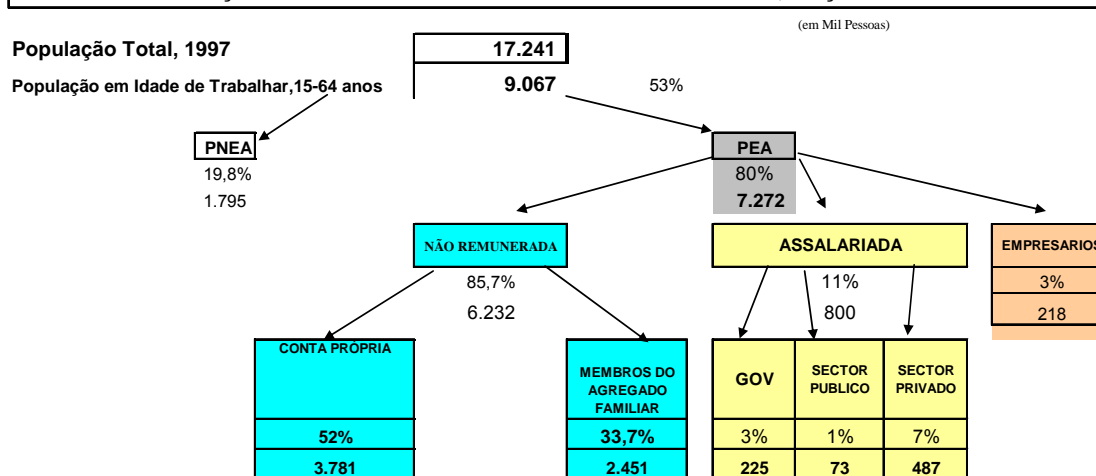 (em Mil Pessoas)
População Total, 1997 17.241
População em Idade de Trabalhar,15-64 anos 9.067 53%
PNEA PEA
19,8% 80%
1.795 7.272
NÃO REMUNERADA ASSALARIADA EMPRESARIOS
85,7% 11% 3%
6.232 800 218
CONTA PRÓPRIA
MEMBROS DO
AGREGADO
FAMILIAR
GOV
SECTOR
PUBLICO
SECTOR
PRIVADO
52% 33,7% 3% 1% 7%
3.781 2.451 225 73 487